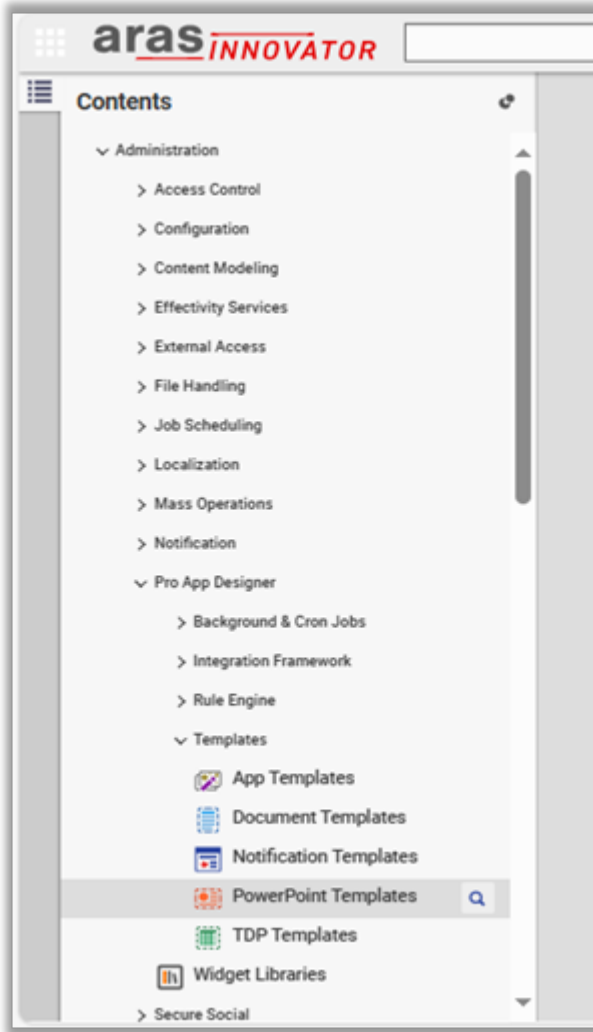 aras INNOVATOR
Contents
Administration
Access Control
Configuration
Content Modeling
Effectivity Services
External Access
File Handling
Job Scheduling
Localization
Mass Operations
Notification
Pro App Designer
Background & Cron Jobs
Integration Framework
Rule Engine
Templates
App Templates
Document Templates
Notification Templates
PowerPoint Templates
TDP Templates
Widget Libraries
Secure Social